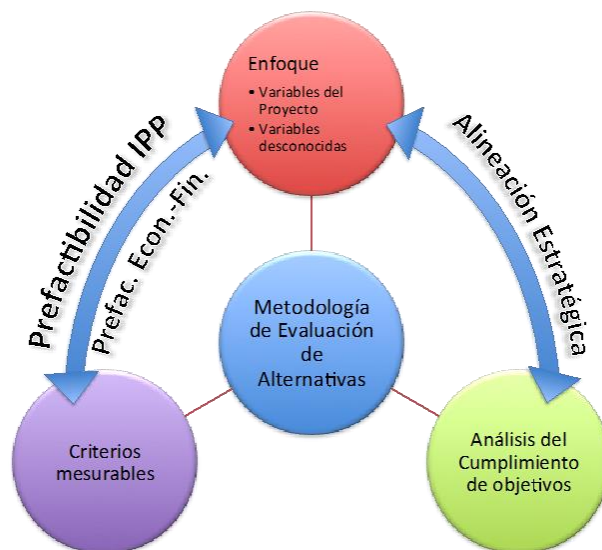 Enfoque
• Variables del
Proyecto
• Variables
desconocidas
Prefactibilidad IPP
Prefac. Econ.-Fin.
Alineación Estratégica
Metodología
de Evaluación
de
Alternativas
Criterios
mesurables
Análisis del
Cumplimiento
de objetivos